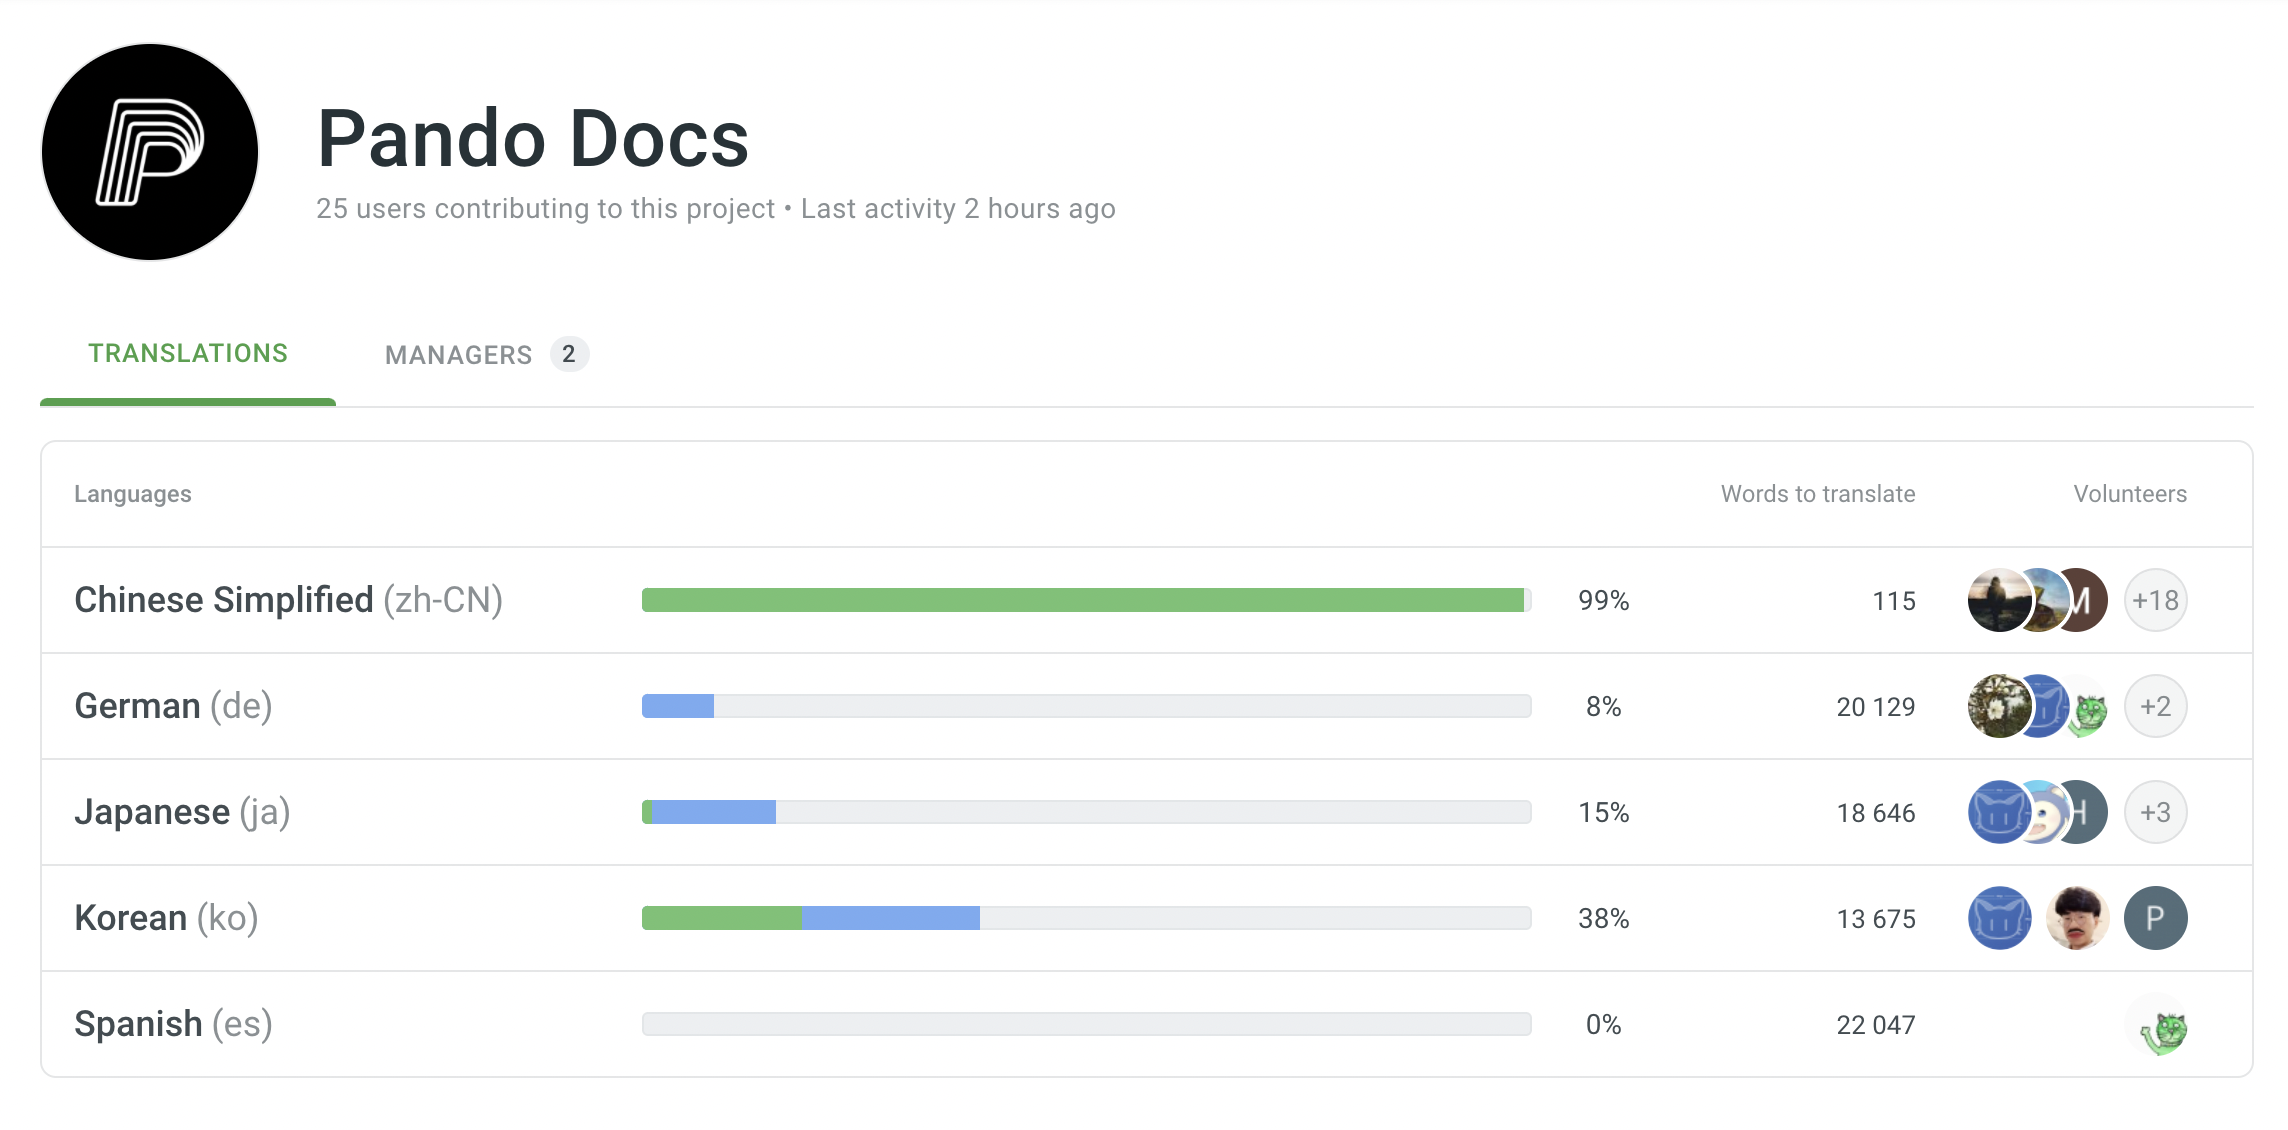 Pando Docs
25 users contributing to this project • Last activity 2 hours ago
TRANSLATIONS MANAGERS 2
Languages Words to translate Volunteers
Chinese Simplified (zh-CN) 99% 115 M +18
German (de) 8% 20 129 +2
Japanese (ja) 15% 18 646 H +3
Korean (ko) 38% 13 675 P
Spanish (es) 0% 22 047